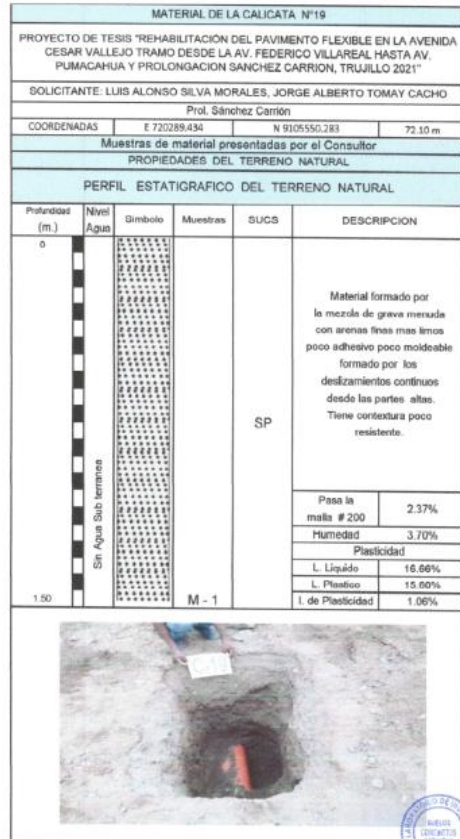 MATERIAL DE LA CALICATA N°19
PROYECTO DE TESIS "REHABILITACIÓN DEL PAVIMENTO FLEXIBLE EN LA AVENIDA
CESAR VALLEJO TRAMO DESDE LA AV. FEDERICO VILLAREAL HASTA AV.
PUMACAHUA Y PROLONGACION SANCHEZ CARRION, TRUJILLO 2021"
SOLICITANTE: LUIS ALONSO SILVA MORALES, JORGE ALBERTO TOMAY CACHO
Prol. Sánchez Carrión
COORDENADAS E 720289.434 N 9105550.283 72.10 m
Muestras de material presentadas por el Consultor
PROPIEDADES DEL TERRENO NATURAL
PERFIL ESTATIGRAFICO DEL TERRENO NATURAL
Profundidad (m.) Nivel Agua Simbolo Muestras SUCS DESCRIPCION
0
Sin Agua Sub terranea
1.50
M - 1
SP
Material formado por
la mezcla de grava menuda
con arenas finas mas limos
poco adhesivo poco moldeable
formado por los
deslizamientos continuos
desde las partes altas.
Tiene contextura poco
resistente.
Pasa la malla # 200 2.37%
Humedad 3.70%
Plasticidad
L. Liquido 16.66%
L. Plastico 15.60%
I. de Plasticidad 1.06%
C-19
LABORATORIO DE
SUELOS
CONCRETOS